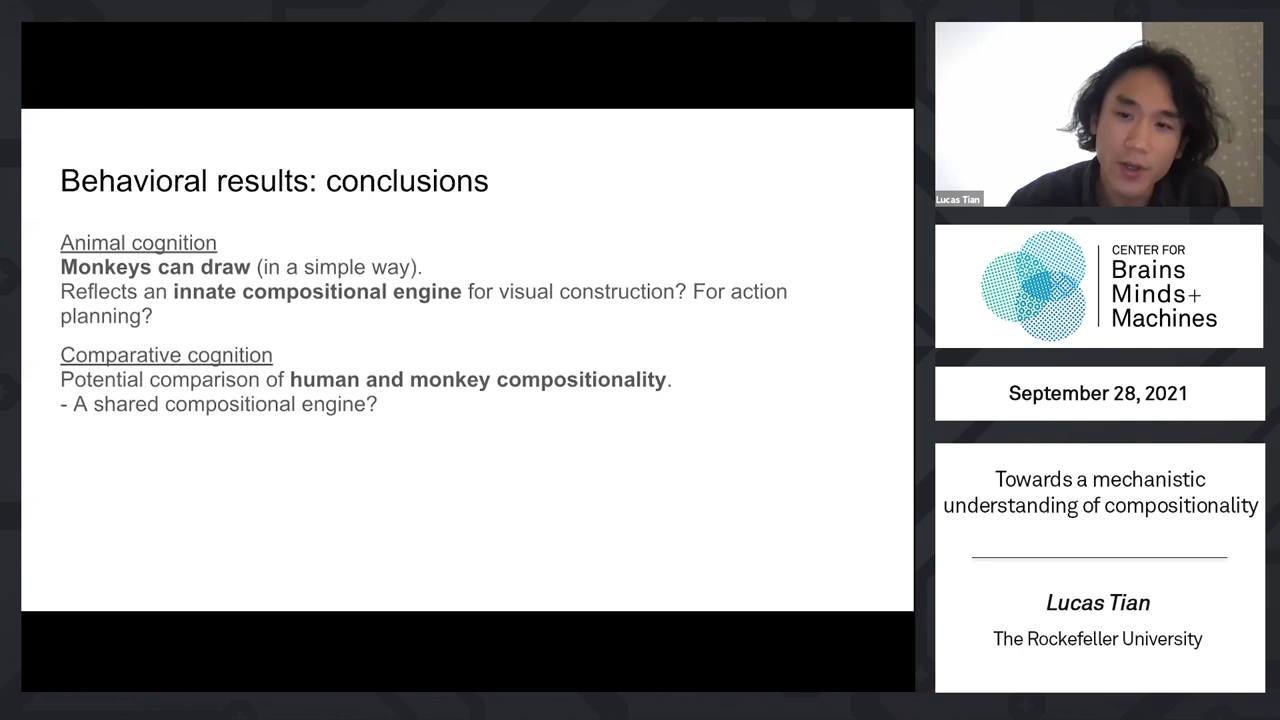 Behavioral results: conclusions
Animal cognition
Monkeys can draw (in a simple way).
Reflects an innate compositional engine for visual construction? For action
planning?
Comparative cognition
Potential comparison of human and monkey compositionality.
- A shared compositional engine?
Lucas Tian
CENTER FOR
Brains
Minds+
Machines
September 28, 2021
Towards a mechanistic
understanding of compositionality
Lucas Tian
The Rockefeller University